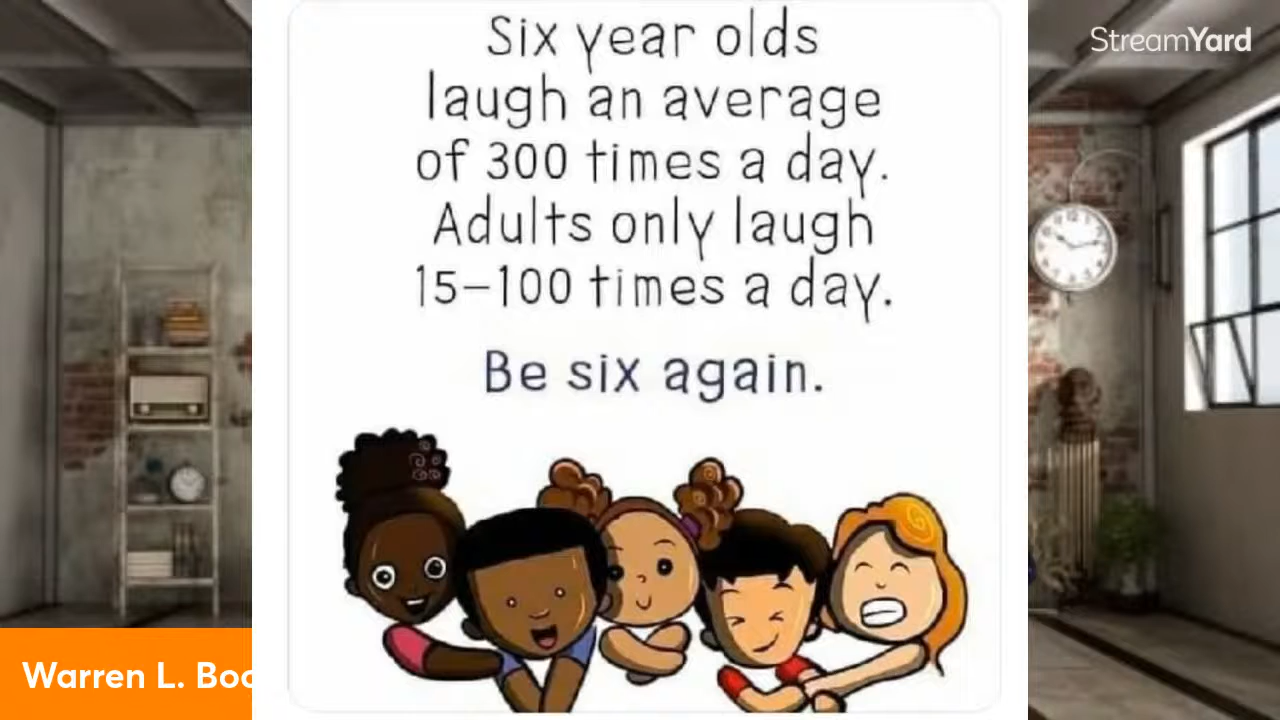 Six year olds
laugh an average
of 300 times a day.
Adults only laugh
15-100 times a day.
Be six again.
StreamYard
Warren L.